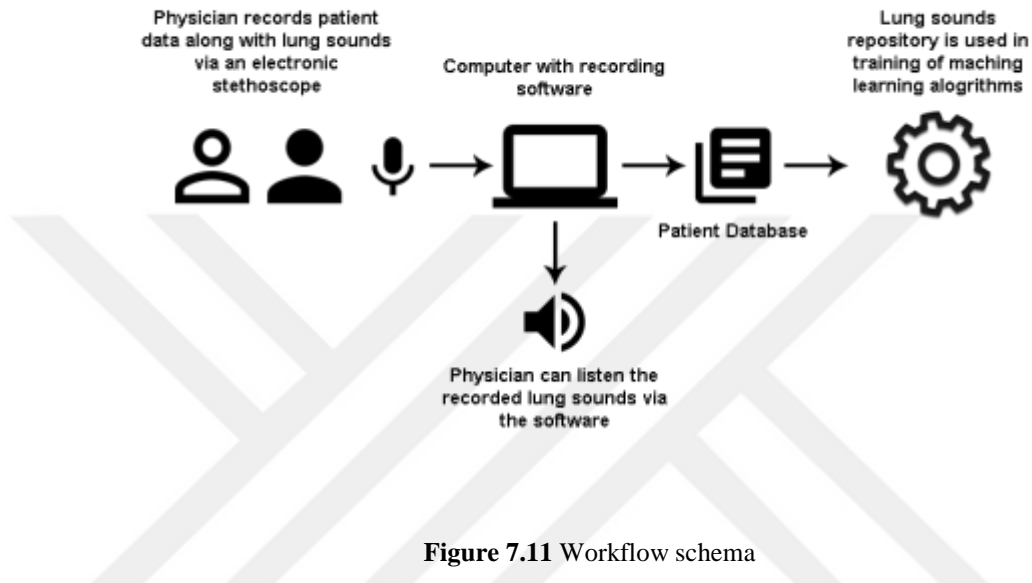 Physician records patient
data along with lung sounds
via an electronic
stethoscope
Computer with recording
software
Lung sounds
repository is used in
training of maching
learning alogrithms
Patient Database
Physician can listen the
recorded lung sounds via
the software
Figure 7.11 Workflow schema